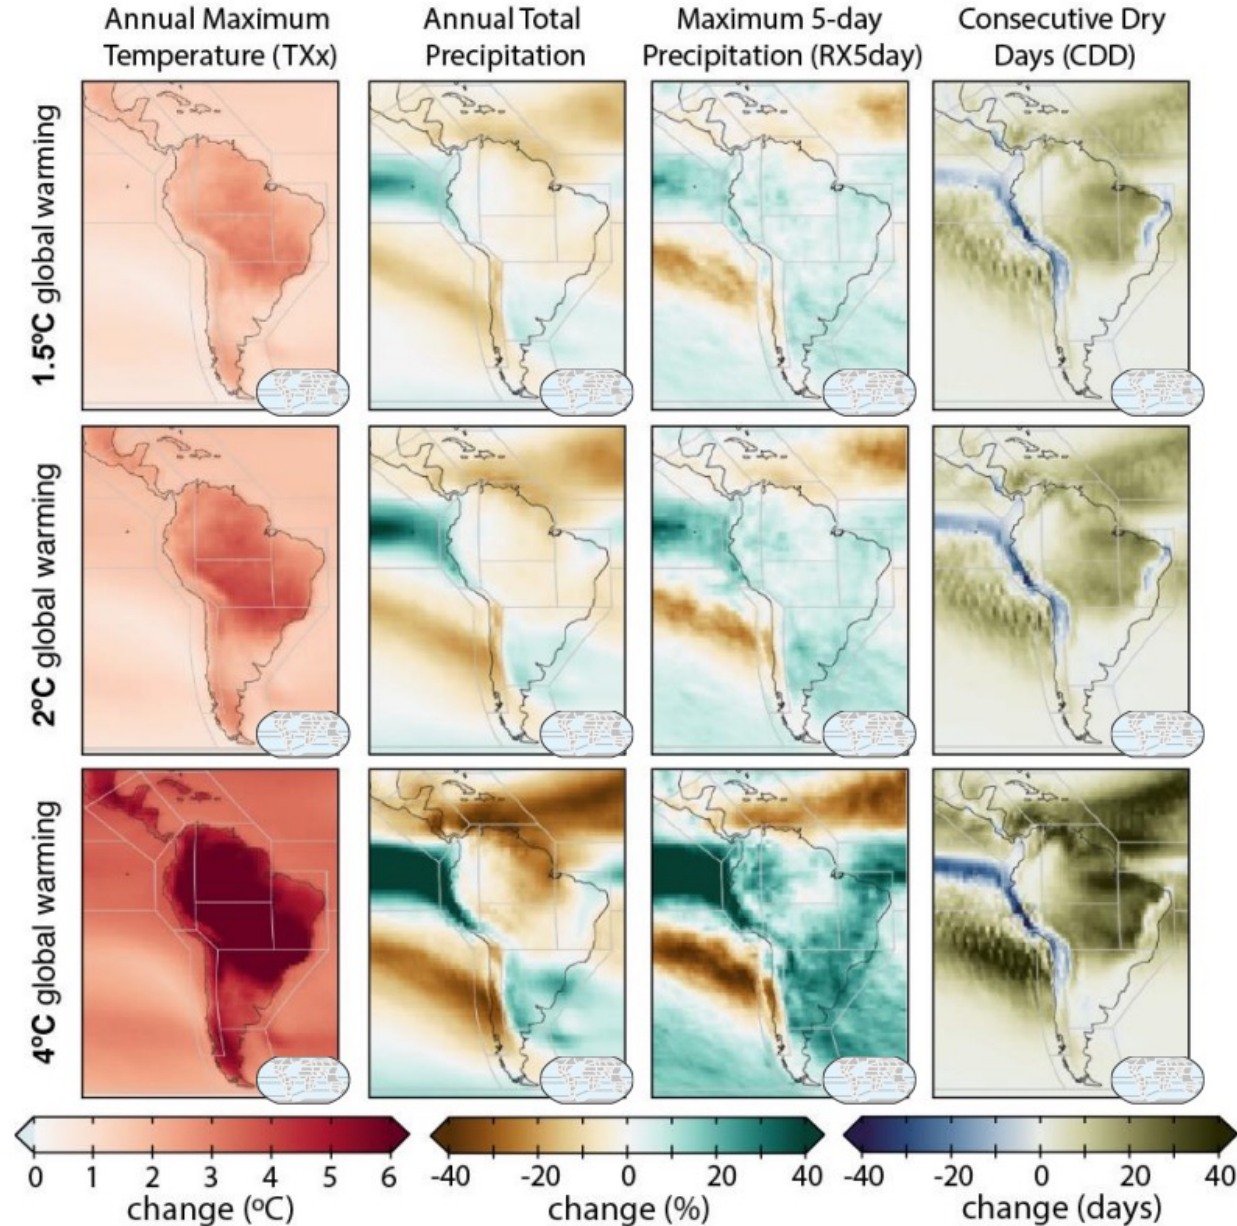 Annual Maximum
Temperature (TXx)
Annual Total
Precipitation
Maximum 5-day
Precipitation (RX5day)
Consecutive Dry
Days (CDD)
1.5ºC global warming
2ºC global warming
4ºC global warming
0 1 2 3 4 5 6
change (ºC)
-40 -20 0 20 40
change (%)
-40 -20 0 20 40
change (days)